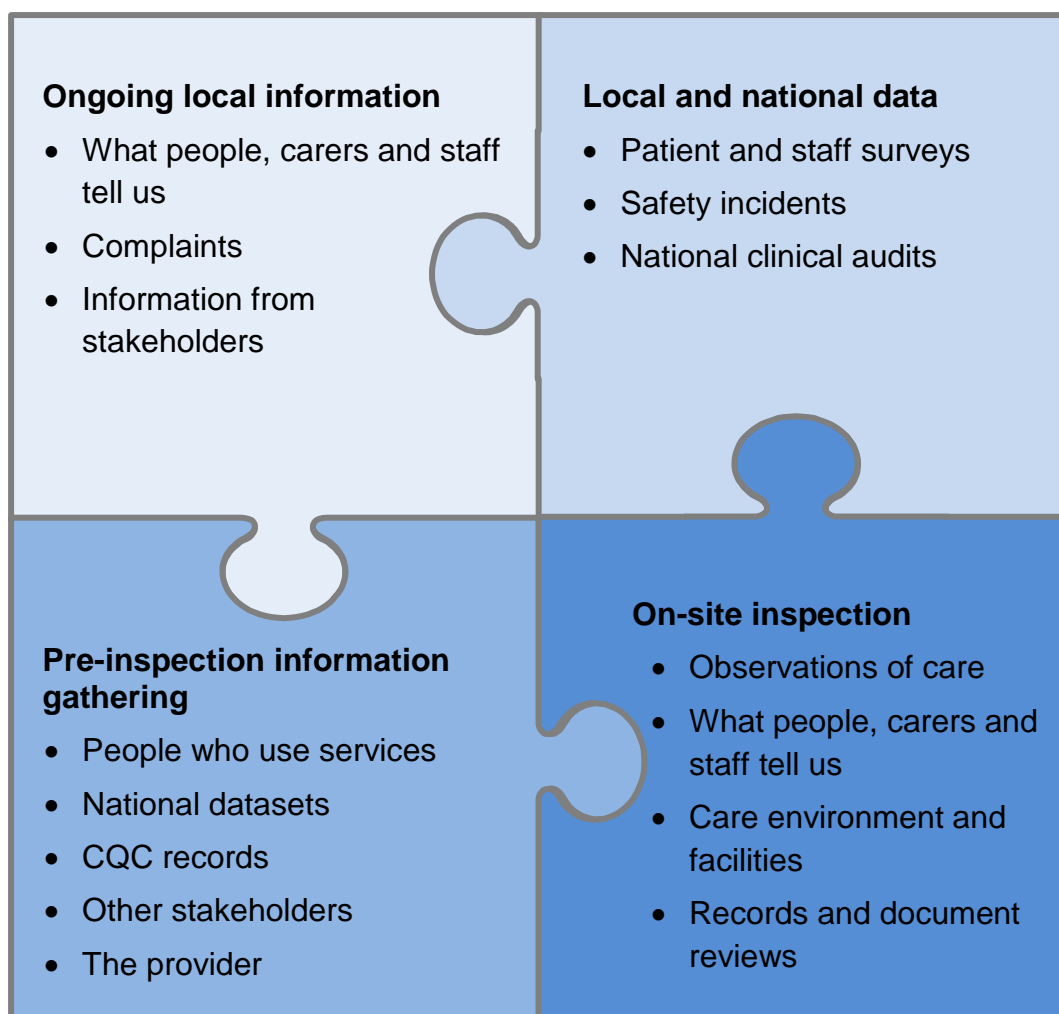 Ongoing local information
• What people, carers and staff
tell us
• Complaints
• Information from
stakeholders
Local and national data
• Patient and staff surveys
• Safety incidents
• National clinical audits
Pre-inspection information
gathering
• People who use services
• National datasets
• CQC records
• Other stakeholders
• The provider
On-site inspection
• Observations of care
• What people, carers and
staff tell us
• Care environment and
facilities
• Records and document
reviews